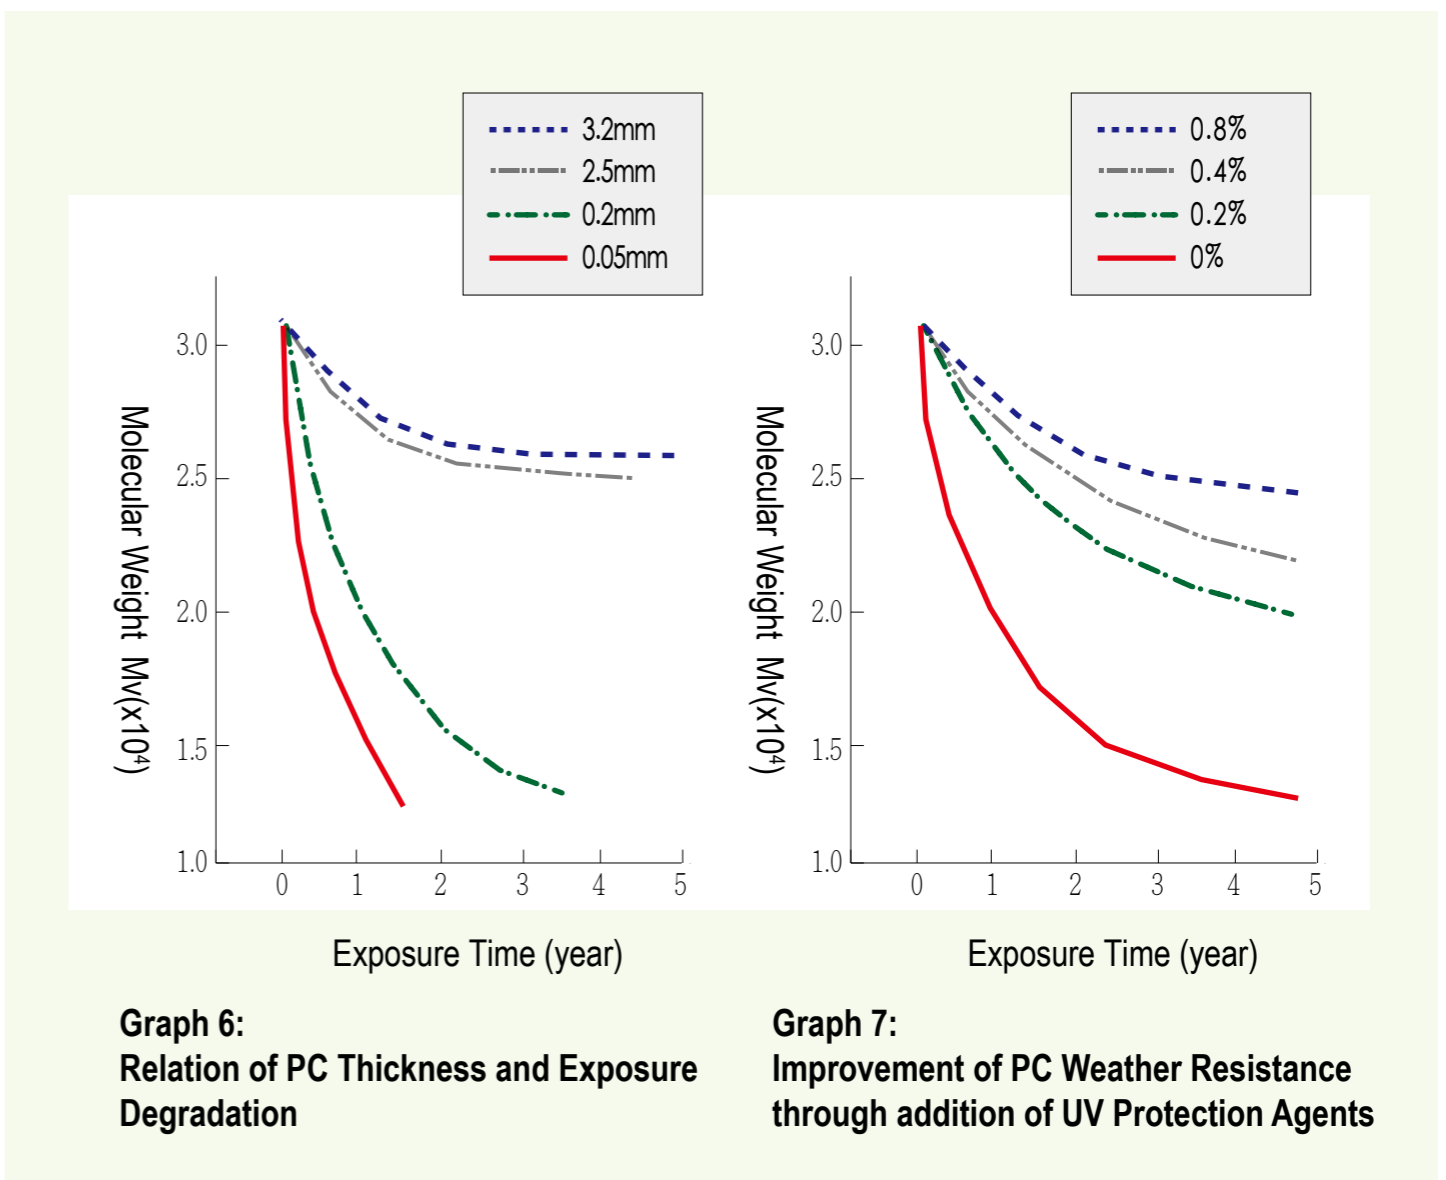 3.2mm
2.5mm
0.2mm
0.05mm
3.0
2.5
2.0
1.5
1.0
Molecular Weight Mv(x10⁴)
0 1 2 3 4 5
Exposure Time (year)
Graph 6:
Relation of PC Thickness and Exposure
Degradation
0.8%
0.4%
0.2%
0%
3.0
2.5
2.0
1.5
1.0
Molecular Weight Mv(x10⁴)
0 1 2 3 4 5
Exposure Time (year)
Graph 7:
Improvement of PC Weather Resistance
through addition of UV Protection Agents